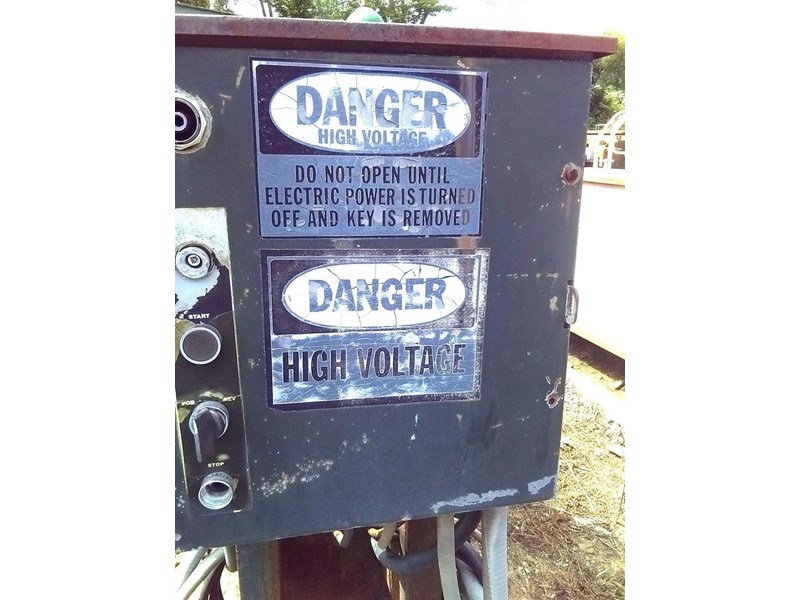 DANGER
HIGH VOLTAGE
DO NOT OPEN UNTIL
ELECTRIC POWER IS TURNED
OFF AND KEY IS REMOVED
DANGER
HIGH VOLTAGE
START
STOP